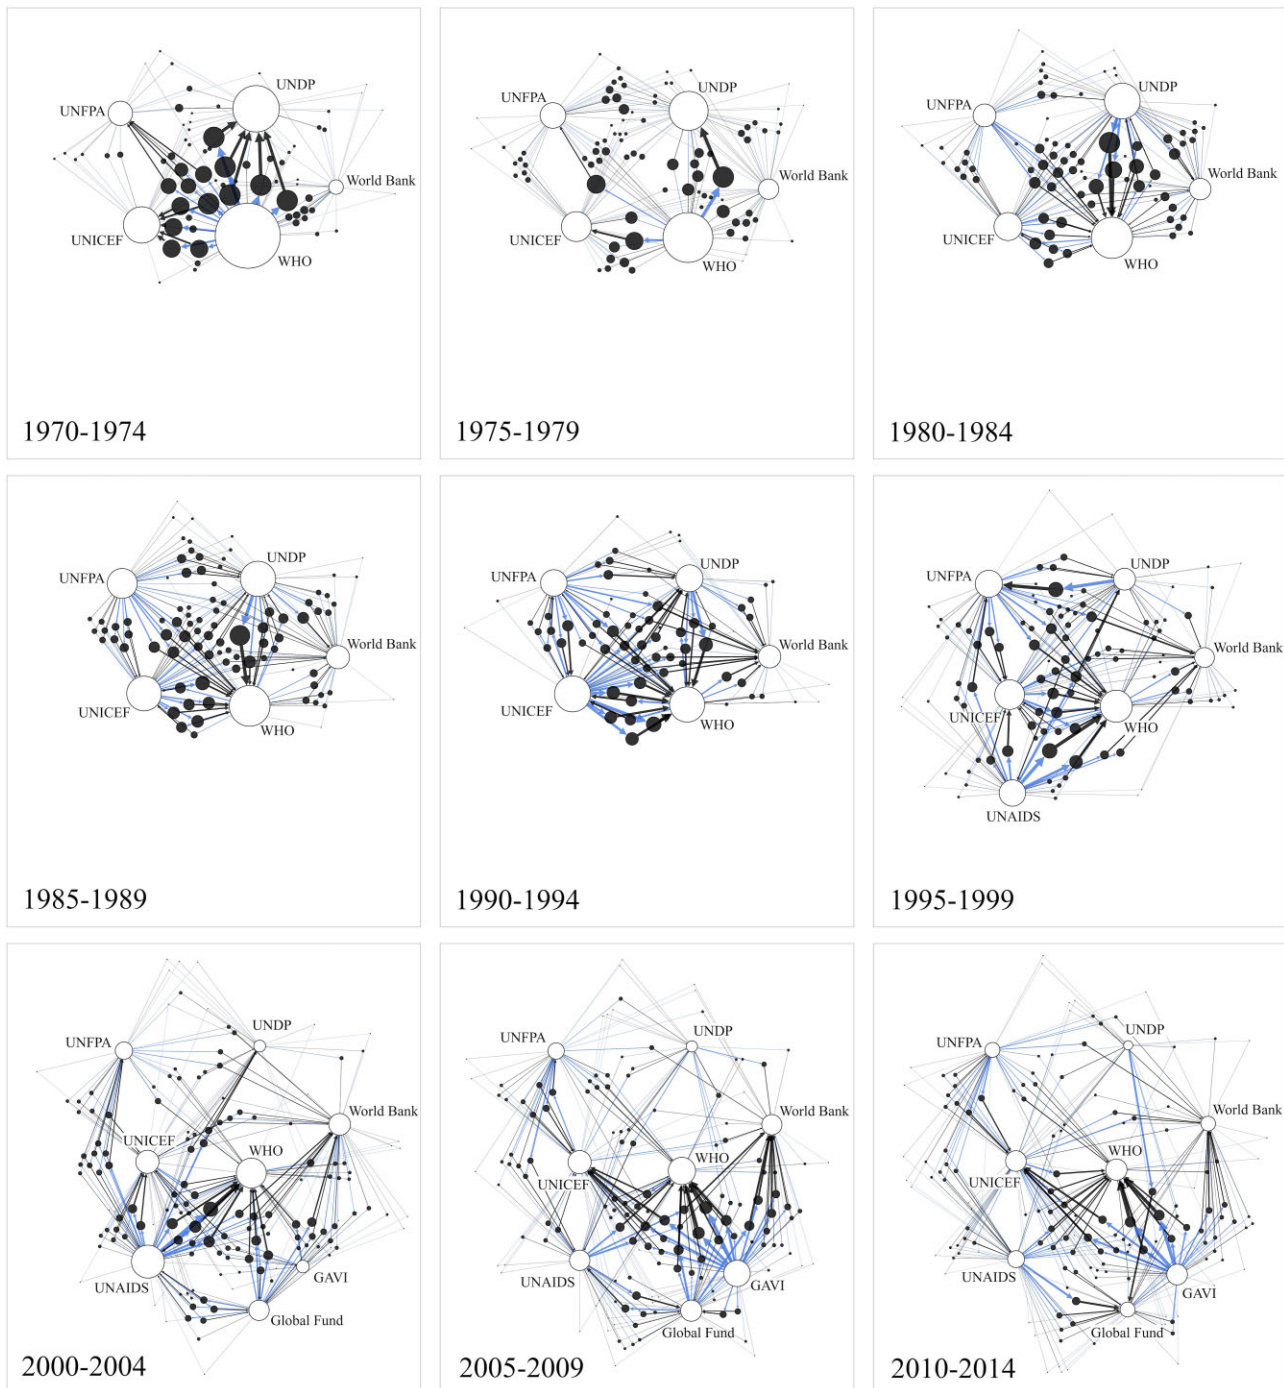 UNDP
UNFPA
World Bank
UNICEF
WHO
1970-1974
UNDP
UNFPA
World Bank
UNICEF
WHO
1975-1979
UNDP
UNFPA
World Bank
UNICEF
WHO
1980-1984
UNDP
UNFPA
World Bank
UNICEF
WHO
1985-1989
UNDP
UNFPA
World Bank
UNICEF
WHO
1990-1994
UNFPA
UNDP
World Bank
UNICEF
WHO
UNAIDS
1995-1999
UNDP
UNFPA
World Bank
UNICEF
WHO
UNAIDS
GAVI
Global Fund
2000-2004
UNDP
UNFPA
World Bank
WHO
UNICEF
UNAIDS
GAVI
Global Fund
2005-2009
UNDP
UNFPA
World Bank
WHO
UNICEF
UNAIDS
GAVI
Global Fund
2010-2014